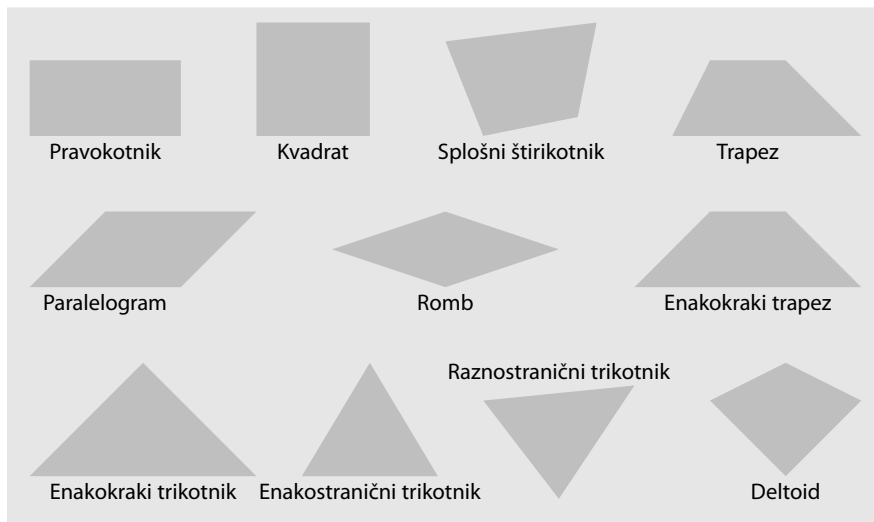 Pravokotnik
Kvadrat
Splošni štirikotnik
Trapez
Paralelogram
Romb
Enakokraki trapez
Raznostranični trikotnik
Enakokraki trikotnik
Enakostranični trikotnik
Deltoid